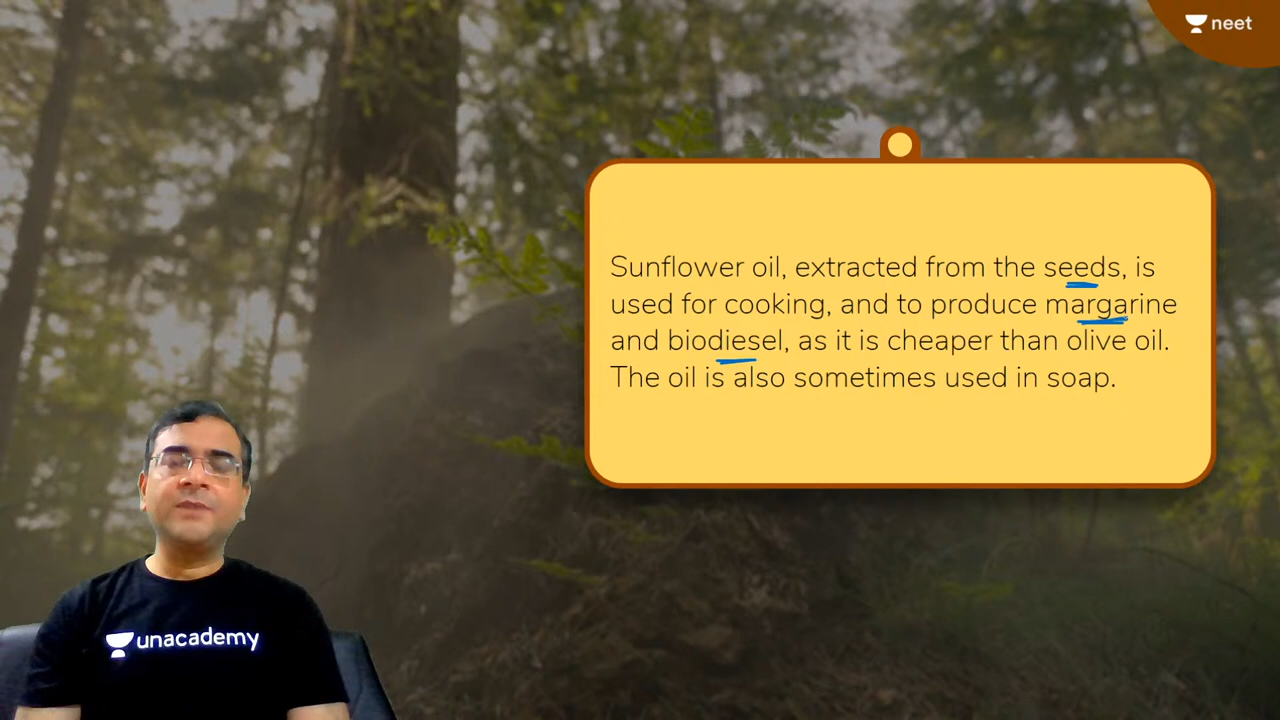 neet
Sunflower oil, extracted from the seeds, is
used for cooking, and to produce margarine
and biodiesel, as it is cheaper than olive oil.
The oil is also sometimes used in soap.
unacademy